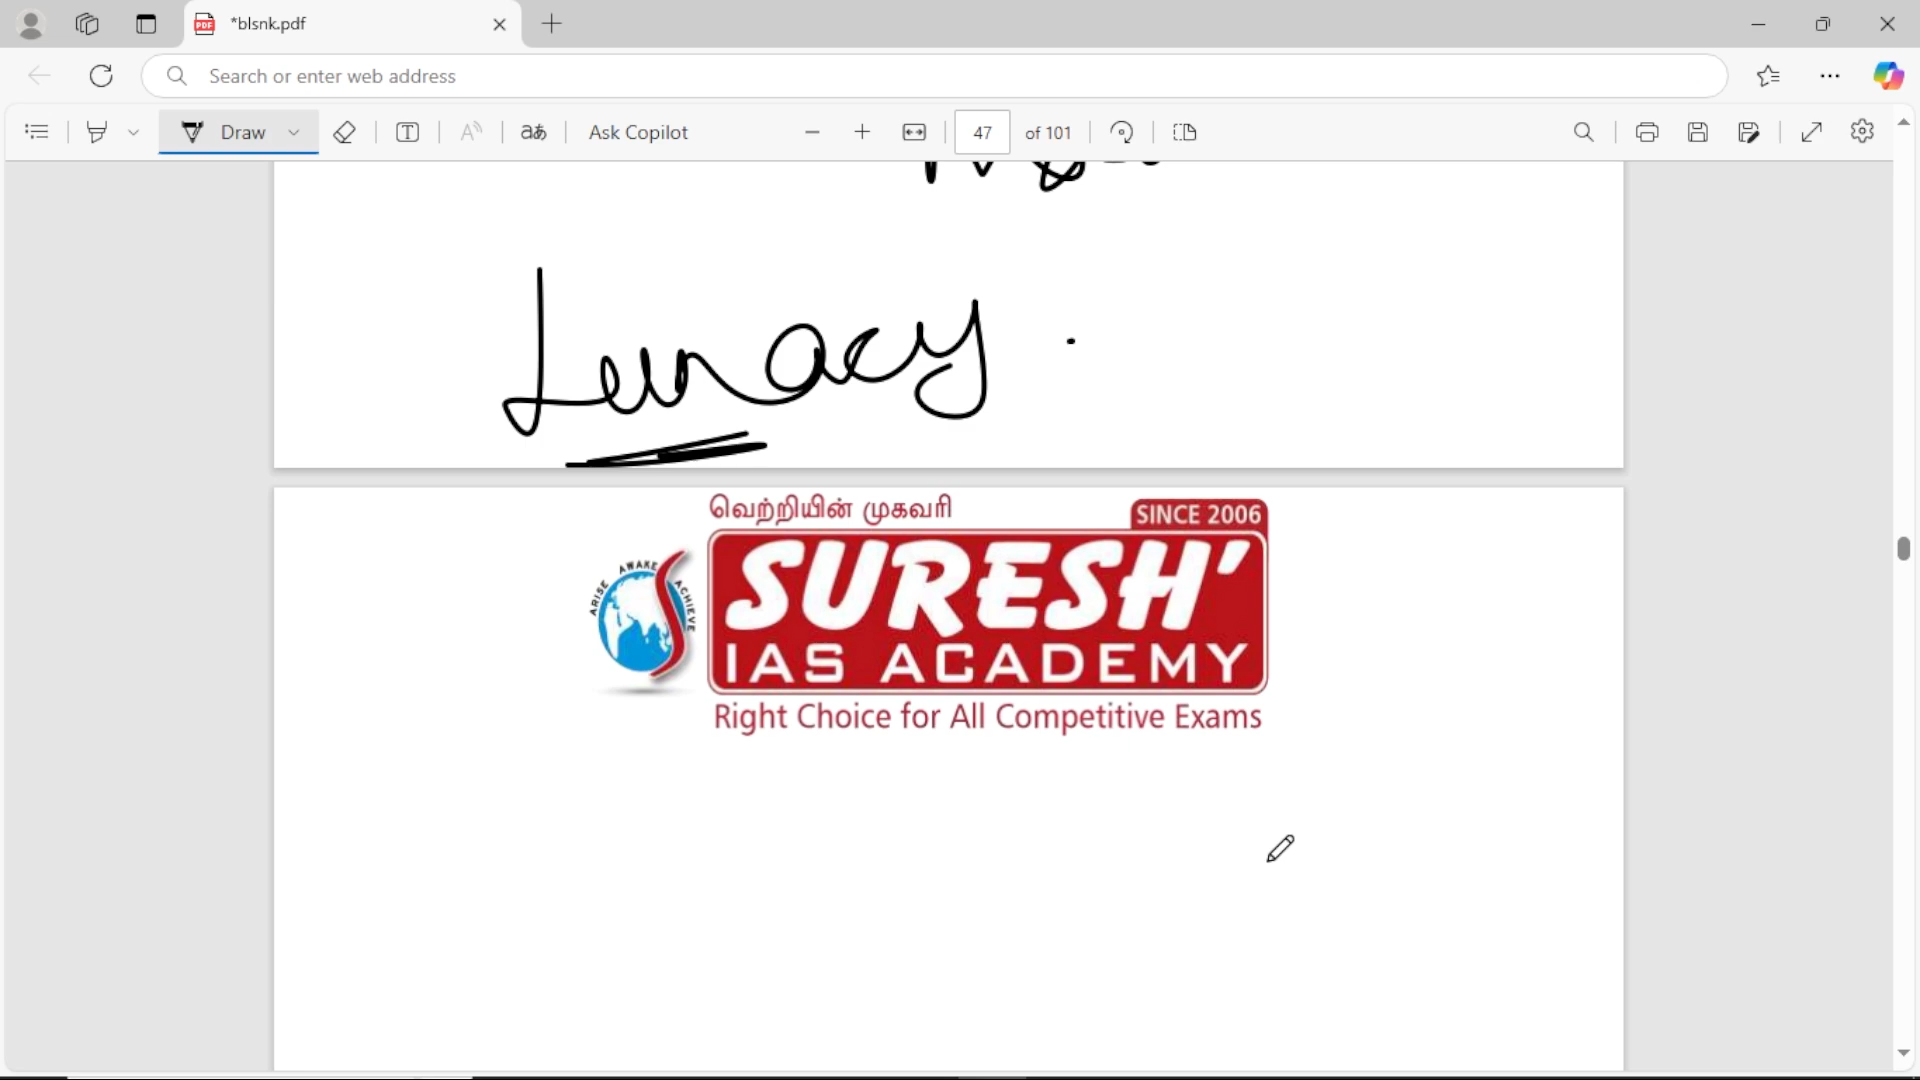 *blsnk.pdf
Search or enter web address
Draw
Ask Copilot
47 of 101
Lunacy .
வெற்றியின் முகவரி
SINCE 2006
ARISE AWAKE ACHIEVE
SURESH'
IAS ACADEMY
Right Choice for All Competitive Exams